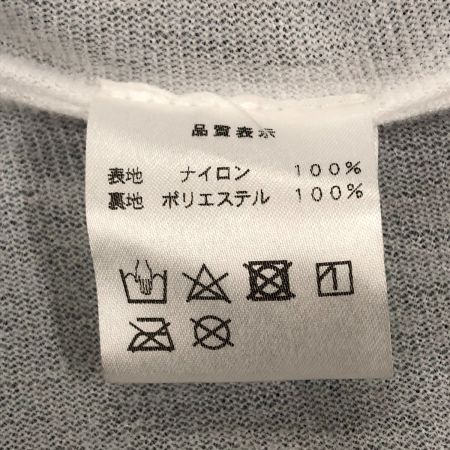 品質表示
表地 ナイロン 100%
裏地 ポリエステル 100%